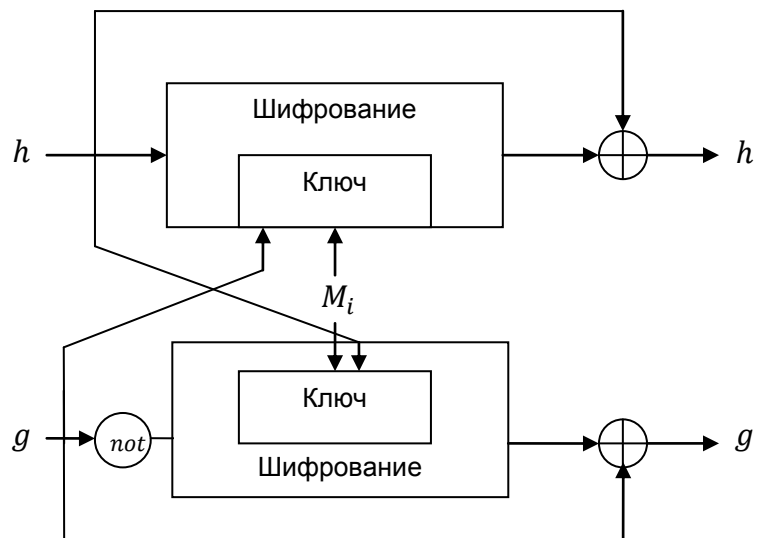 Шифрование
Ключ
h
h
M_i
Ключ
g
not
g
Шифрование